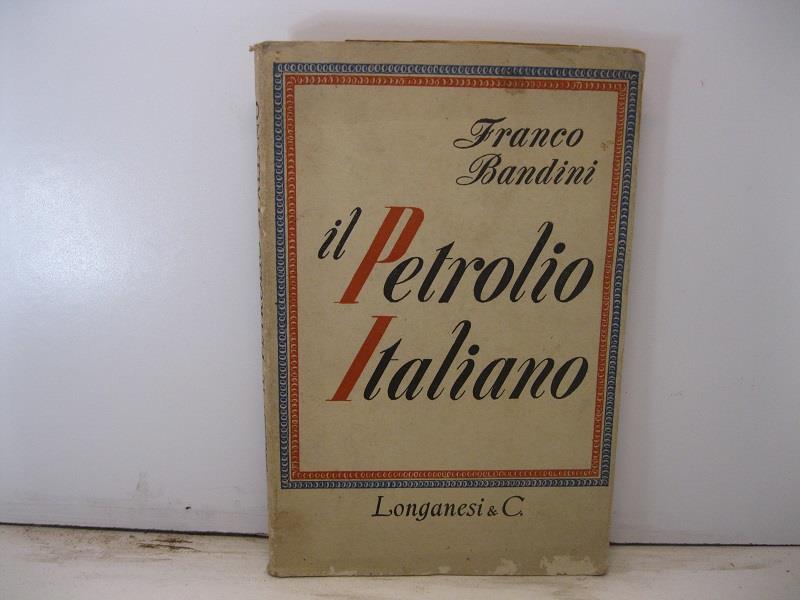 Franco
Bandini
il Petrolio
Italiano
Longanesi & C.